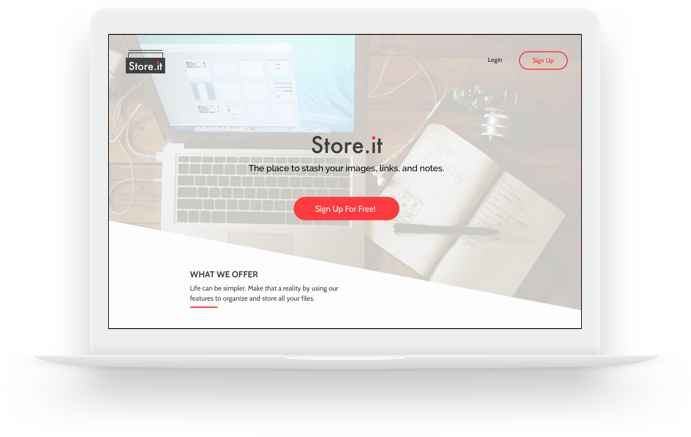 Store.it
Login
Sign Up
Store.it
The place to stash your images, links, and notes.
Sign Up For Free!
WHAT WE OFFER
Life can be simpler. Make that a reality by using our
features to organize and store all your files.